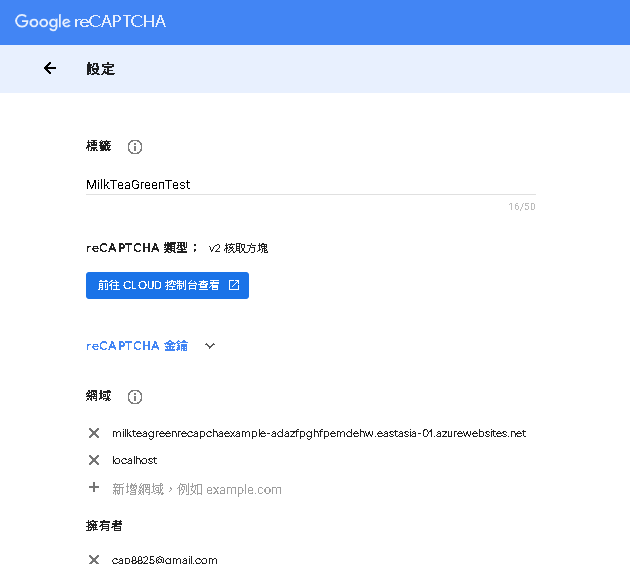 Google reCAPTCHA
設定
標籤
MilkTeaGreenTest
16/50
reCAPTCHA 類型： v2 核取方塊
前往 CLOUD 控制台查看
reCAPTCHA 金鑰
網域
milkteagreenrecapchaexample-adazfpghfpemdehw.eastasia-01.azurewebsites.net
localhost
新增網域，例如 example.com
擁有者
cap8825@gmail.com